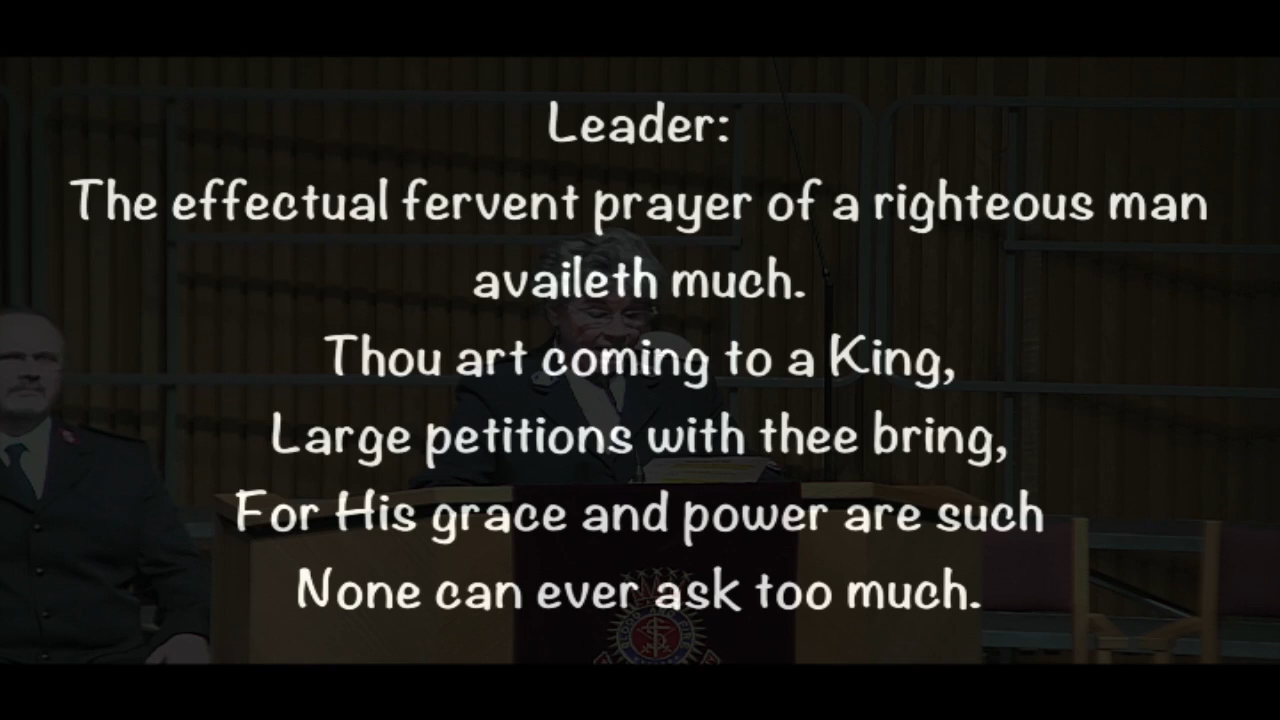 Leader:
The effectual fervent prayer of a righteous man
availeth much.
Thou art coming to a King,
Large petitions with thee bring,
For His grace and power are such
None can ever ask too much.